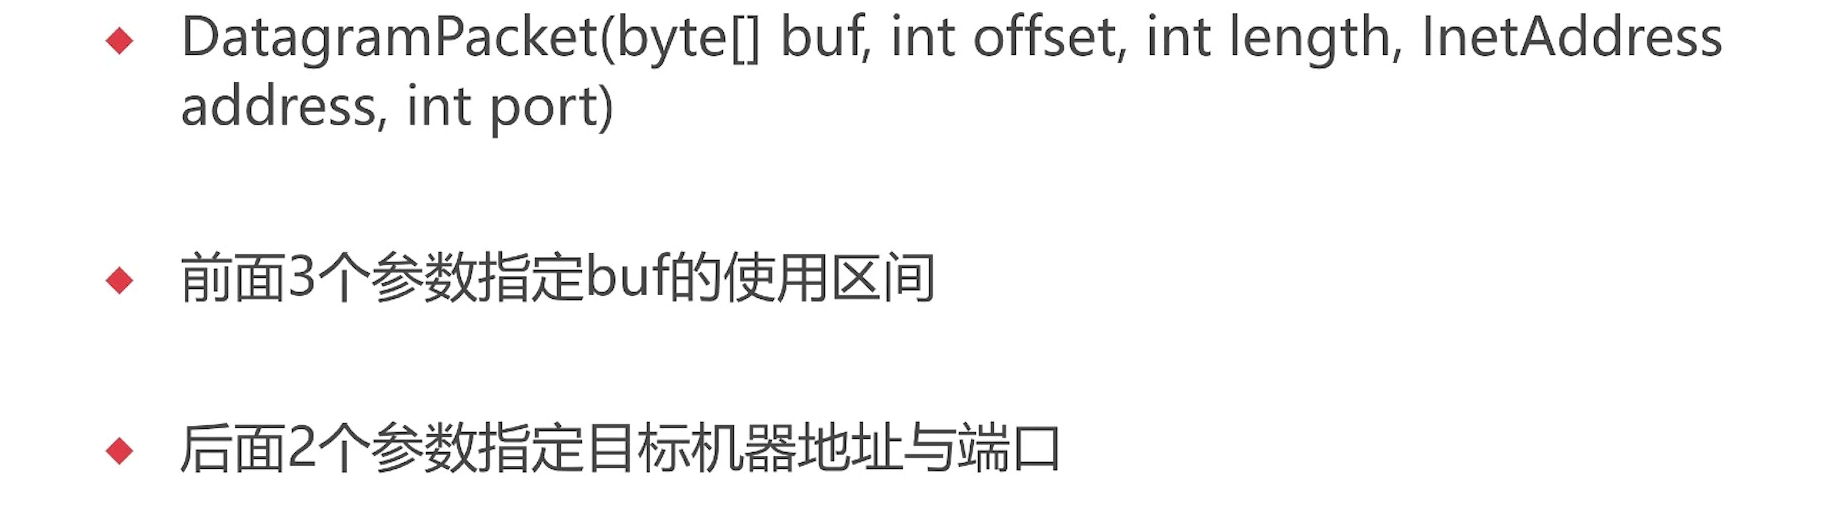 DatagramPacket(byte[] buf, int offset, int length, InetAddress
address, int port)
前面3个参数指定buf的使用区间
后面2个参数指定目标机器地址与端口